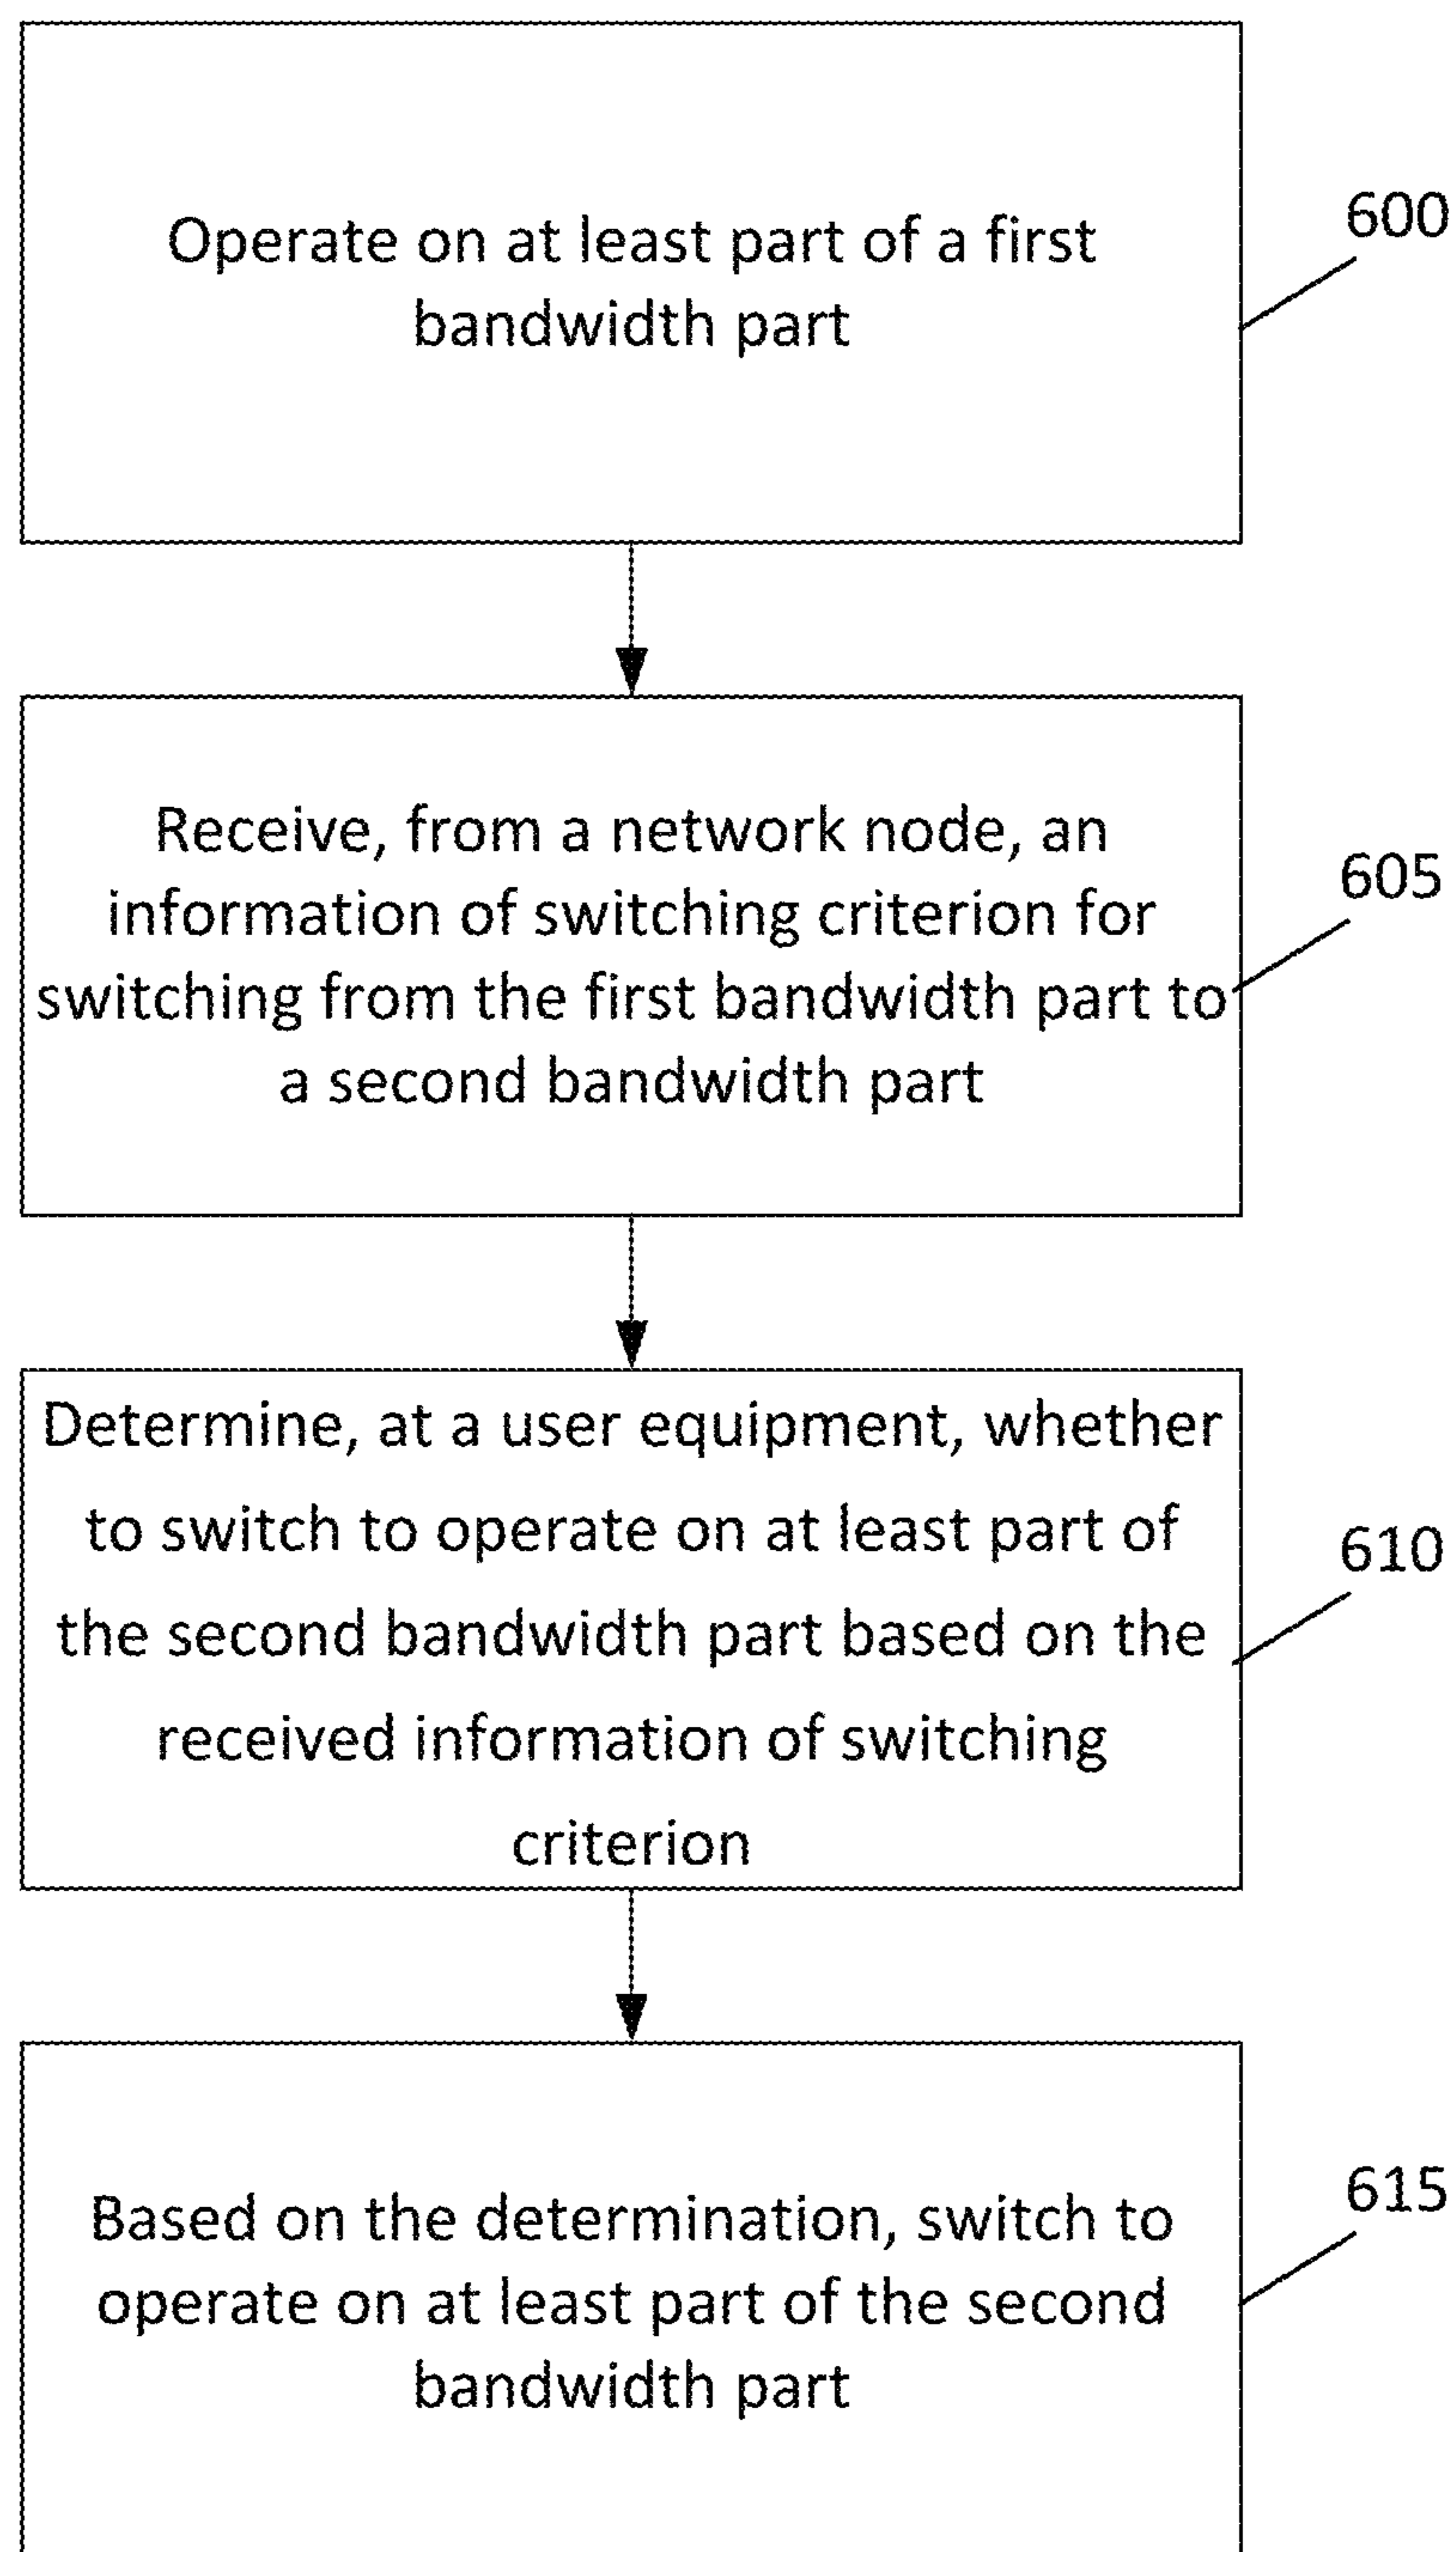 Operate on at least part of a first
bandwidth part
600
Receive, from a network node, an
information of switching criterion for
switching from the first bandwidth part to
a second bandwidth part
605
Determine, at a user equipment, whether
to switch to operate on at least part of
the second bandwidth part based on the
received information of switching
criterion
610
Based on the determination, switch to
operate on at least part of the second
bandwidth part
615